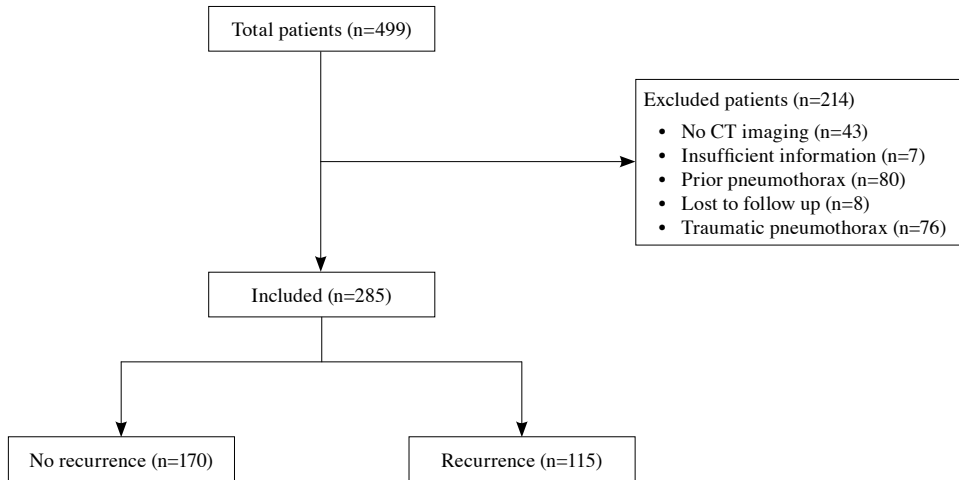 Total patients (n=499)
Excluded patients (n=214)
• No CT imaging (n=43)
• Insufficient information (n=7)
• Prior pneumothorax (n=80)
• Lost to follow up (n=8)
• Traumatic pneumothorax (n=76)
Included (n=285)
No recurrence (n=170)
Recurrence (n=115)